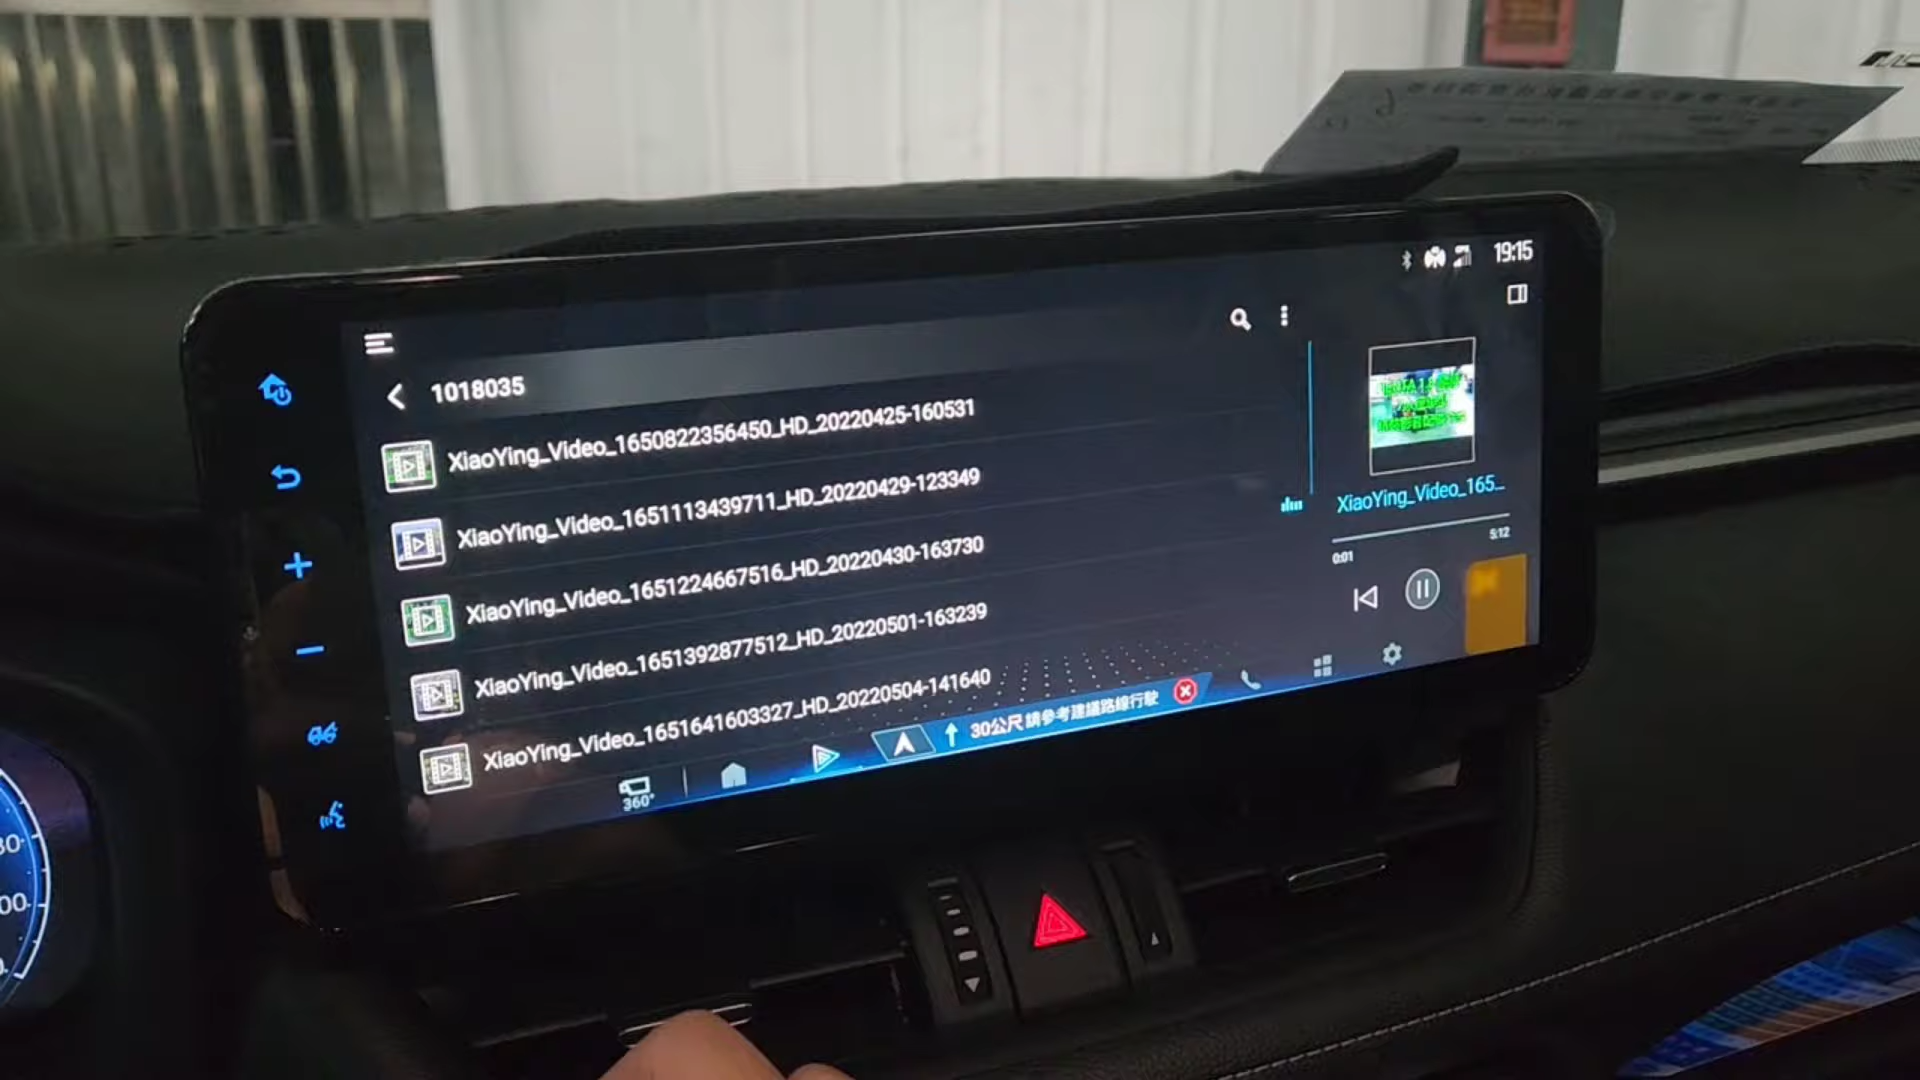 19:15
1018035
XiaoYing_Video_1650822356450_HD_20220425-160531
XiaoYing_Video_1651113439711_HD_20220429-123349
XiaoYing_Video_1651224667516_HD_20220430-163730
XiaoYing_Video_1651392877512_HD_20220501-163239
XiaoYing_Video_1651641603327_HD_20220504-141640
XiaoYing_Video_165...
0:01
5:12
360°
30公尺 請參考建議路線行駛